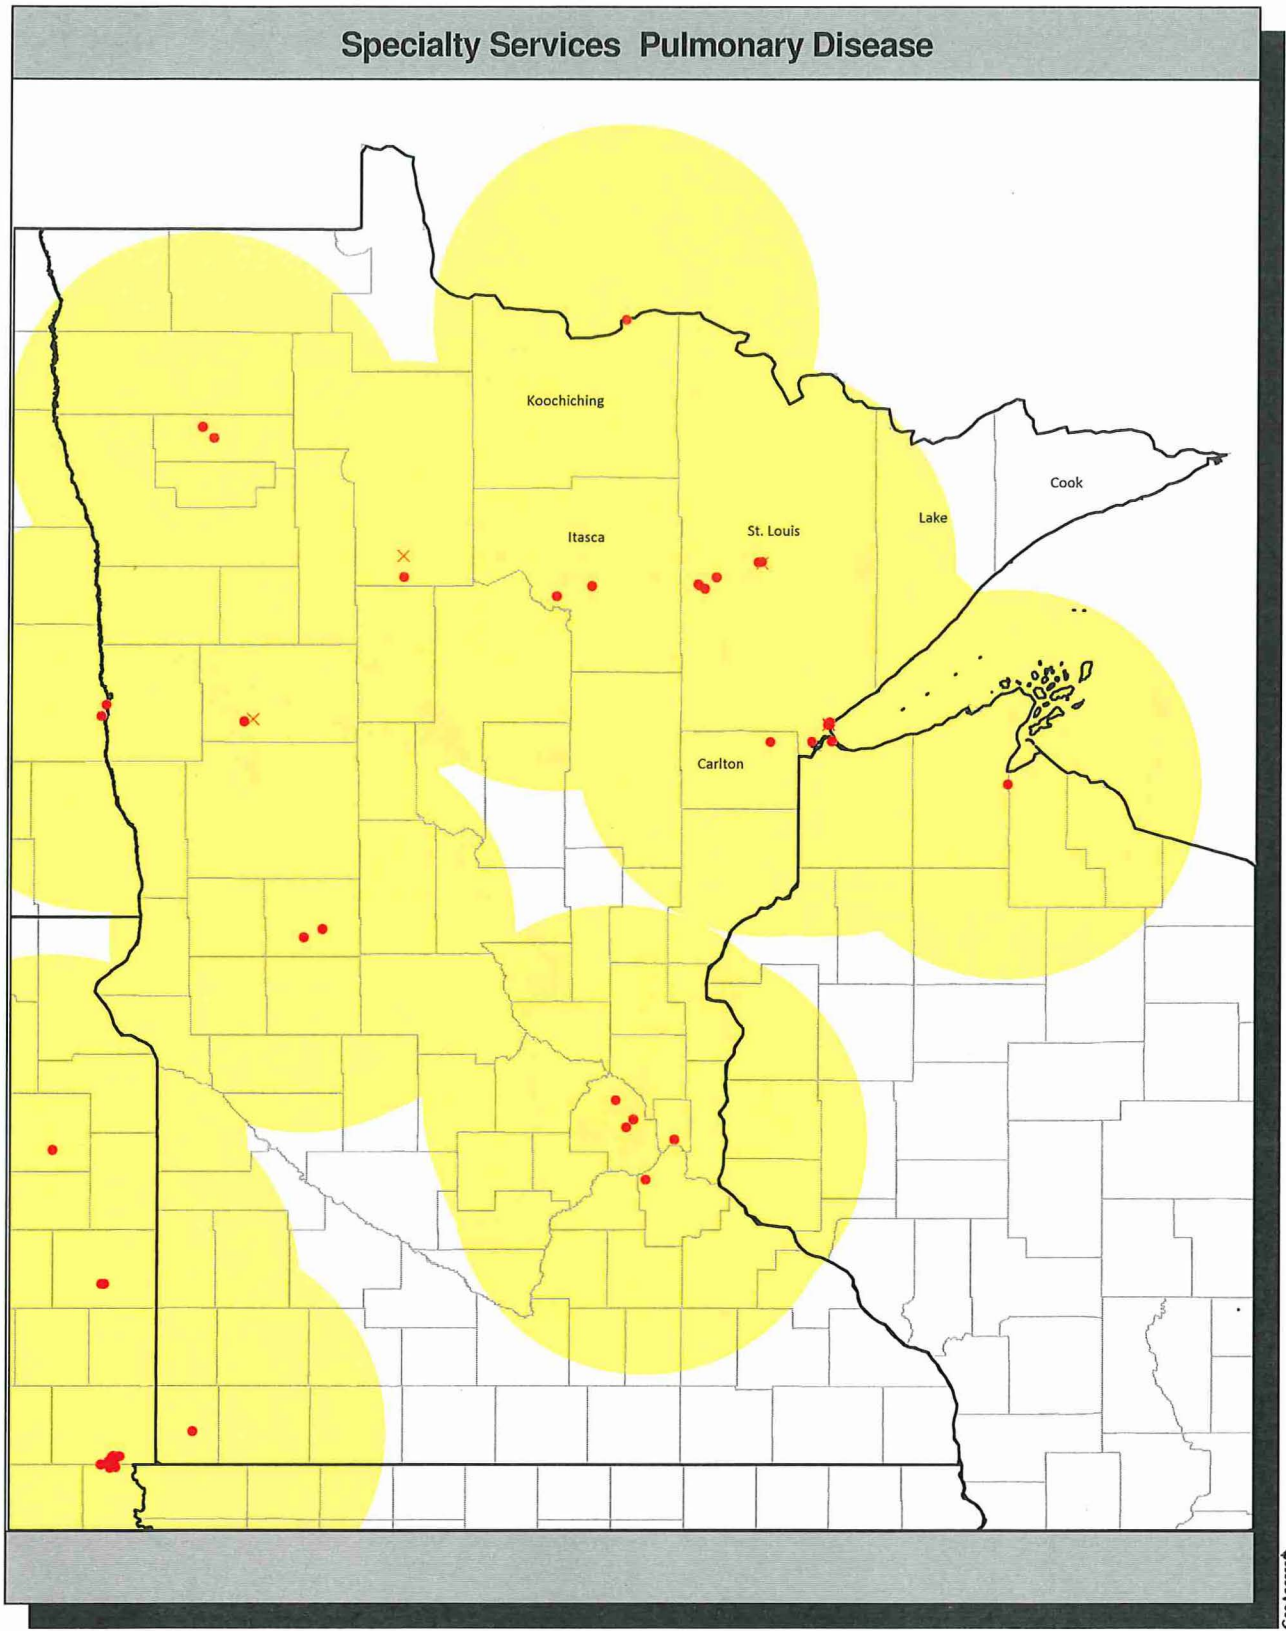 Specialty Services Pulmonary Disease
Koochiching
Cook
Lake
St. Louis
Itasca
Carlton